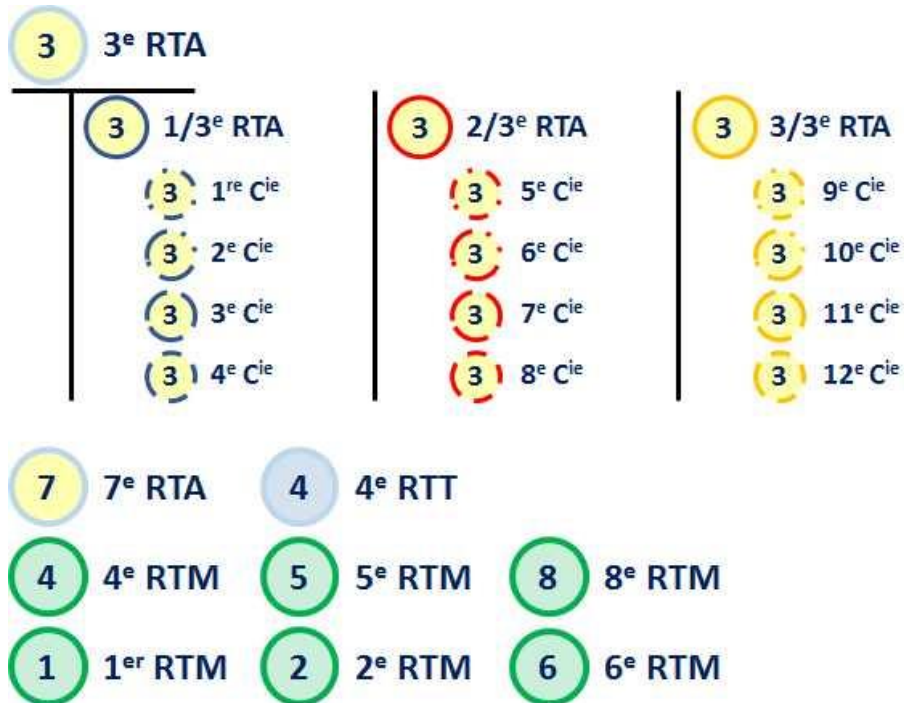 3 3ᵉ RTA
3 1/3ᵉ RTA 3 2/3ᵉ RTA 3 3/3ᵉ RTA
3 1ʳᵉ Cⁱᵉ 3 5ᵉ Cⁱᵉ 3 9ᵉ Cⁱᵉ
3 2ᵉ Cⁱᵉ 3 6ᵉ Cⁱᵉ 3 10ᵉ Cⁱᵉ
3 3ᵉ Cⁱᵉ 3 7ᵉ Cⁱᵉ 3 11ᵉ Cⁱᵉ
3 4ᵉ Cⁱᵉ 3 8ᵉ Cⁱᵉ 3 12ᵉ Cⁱᵉ
7 7ᵉ RTA 4 4ᵉ RTT
4 4ᵉ RTM 5 5ᵉ RTM 8 8ᵉ RTM
1 1ᵉʳ RTM 2 2ᵉ RTM 6 6ᵉ RTM